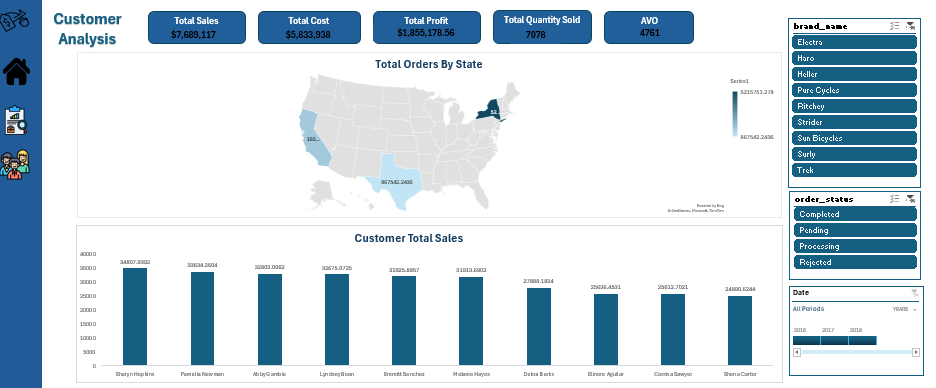 Customer
Analysis
Total Sales
$7,689,117
Total Cost
$5,833,938
Total Profit
$1,855,178.56
Total Quantity Sold
7078
AVO
4761
Total Orders By State
Series1
5215751.278
867542.2436
52...
160...
867542.2436
Powered by Bing
© GeoNames, Microsoft, TomTom
Customer Total Sales
40000
35000
30000
25000
20000
15000
10000
5000
0
34807.9392
33634.2604
32803.0062
32675.0725
31925.8857
31913.6902
27888.1834
25636.4531
25612.7021
24890.6244
Sharyn Hopkins
Pamelia Newman
Abby Gamble
Lyndsey Bean
Emmitt Sanchez
Melanie Hayes
Debra Burks
Elinore Aguilar
Corrina Sawyer
Shena Carter
brand_name
Electra
Haro
Heller
Pure Cycles
Ritchey
Strider
Sun Bicycles
Surly
Trek
order_status
Completed
Pending
Processing
Rejected
Date
All Periods
YEARS
2016
2017
2018